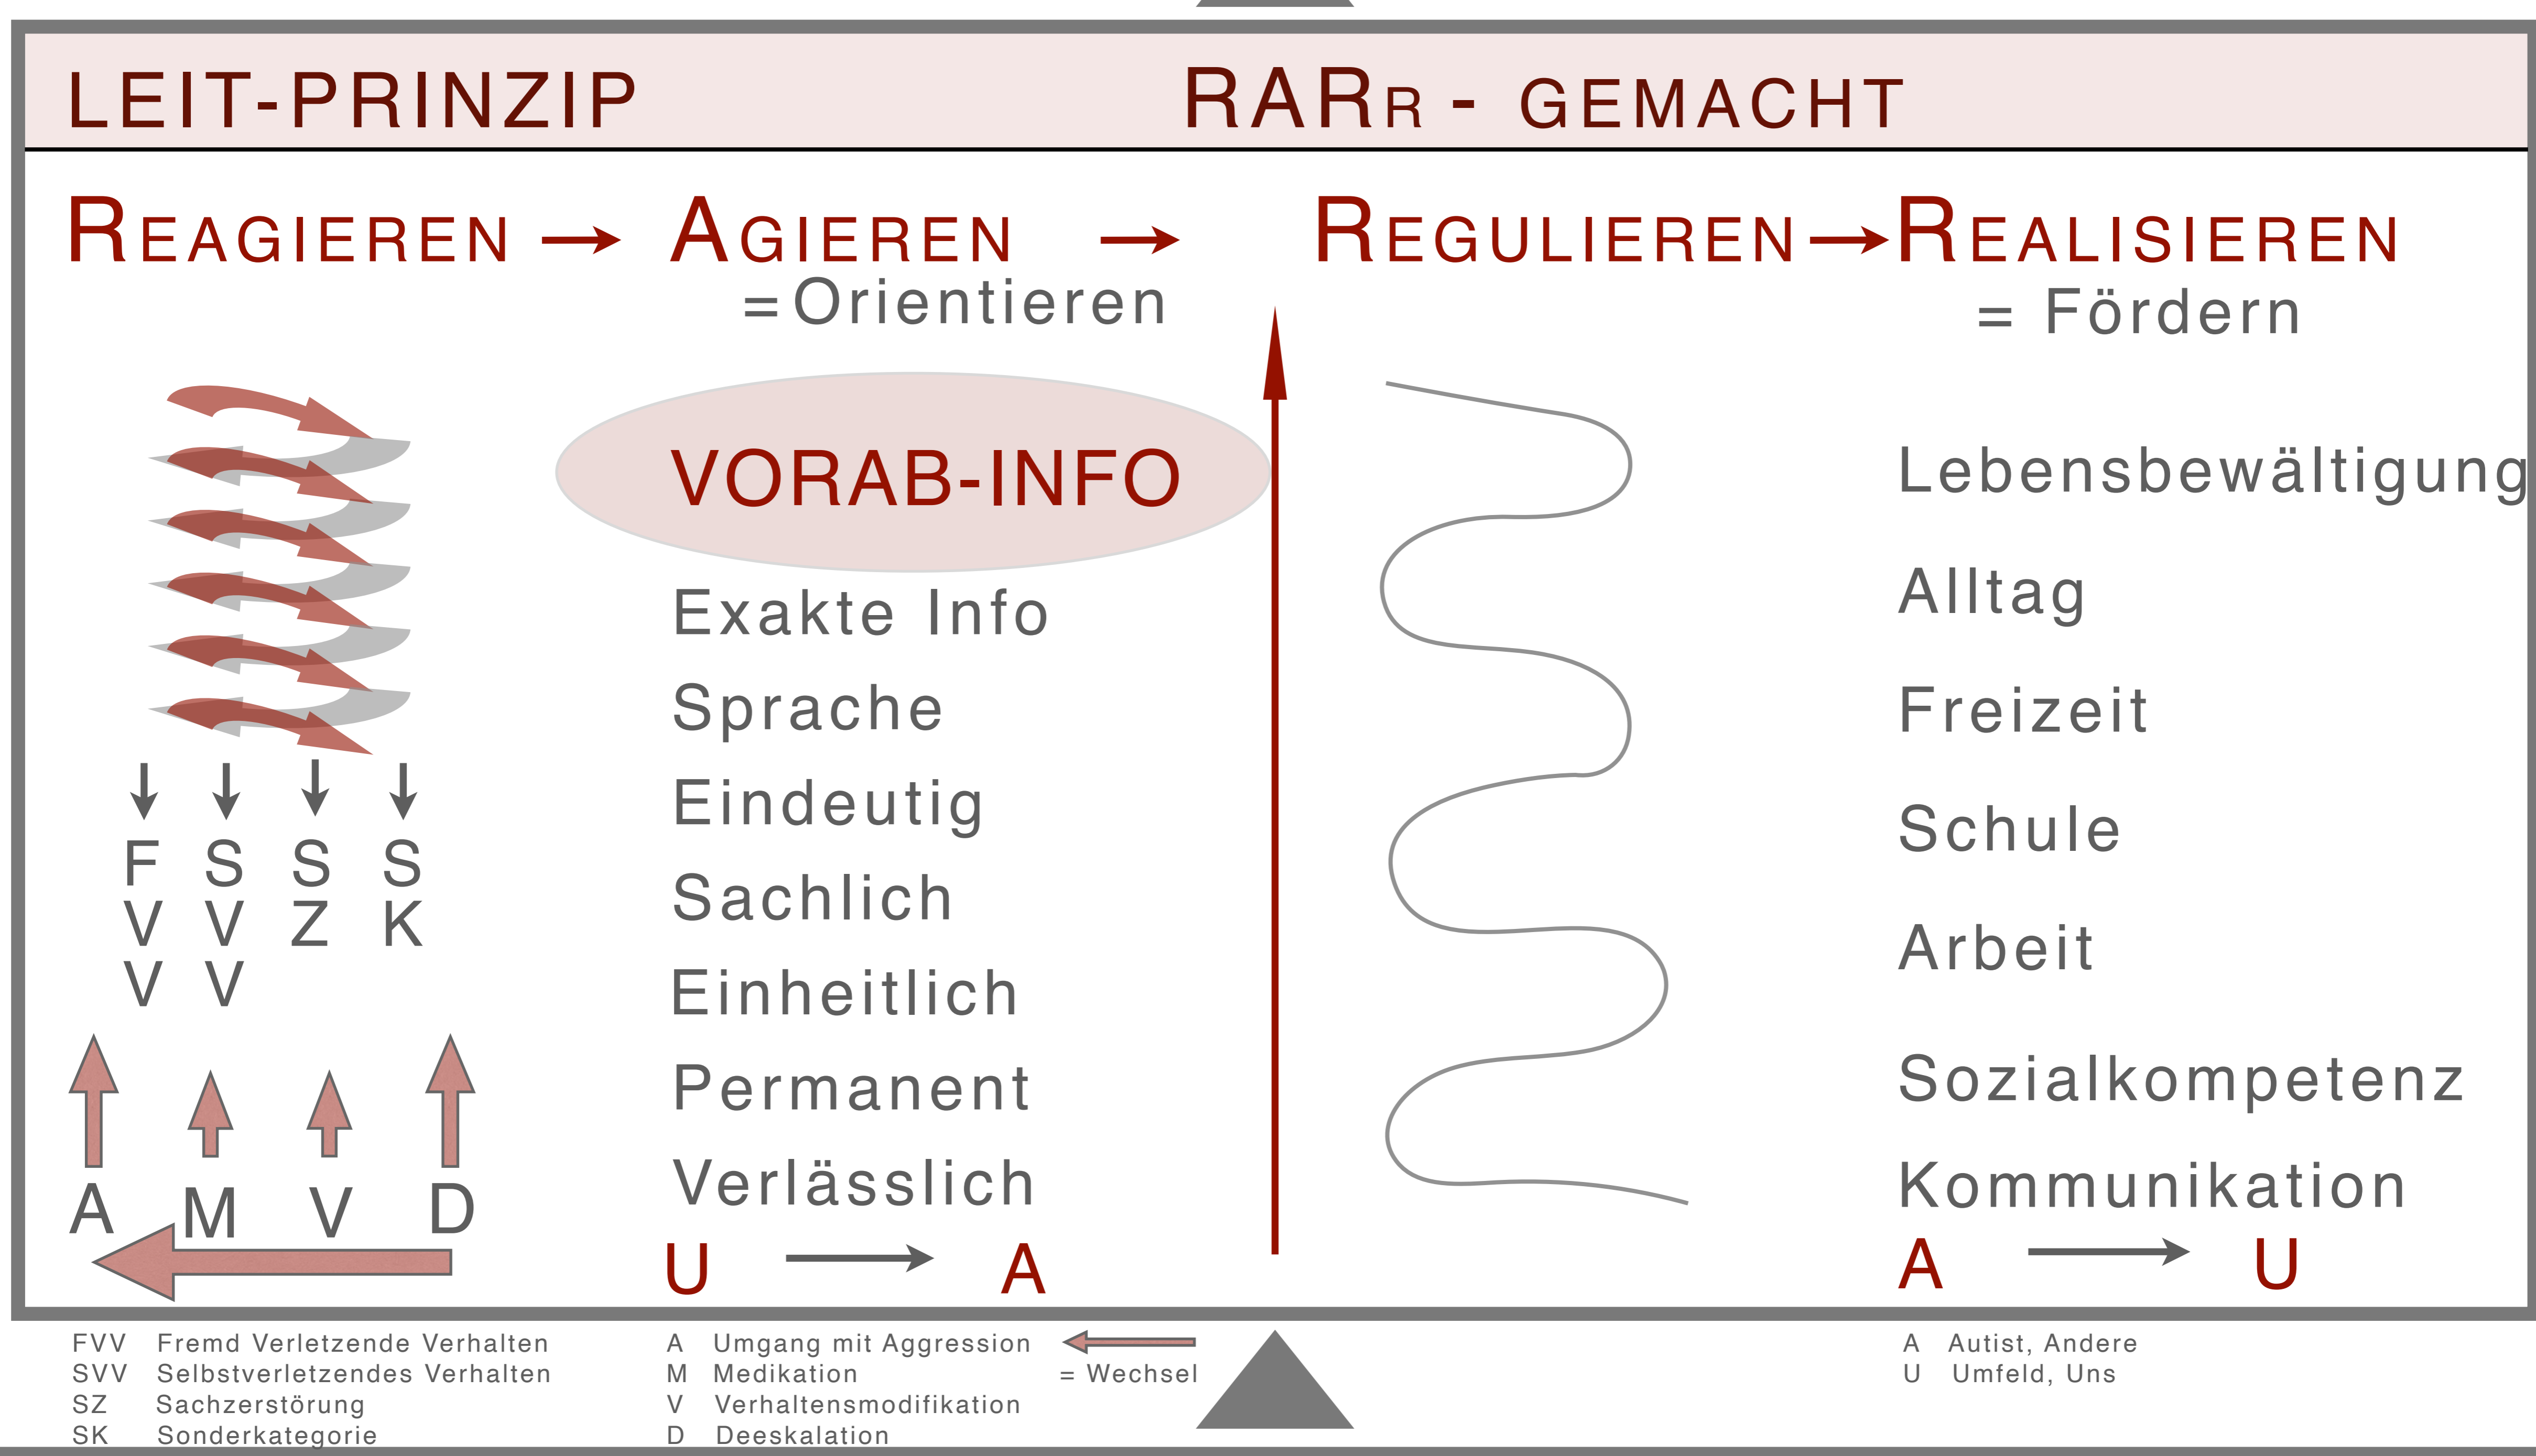 LEIT-PRINZIP RARR - GEMACHT
REAGIEREN → AGIEREN → REGULIEREN → REALISIEREN
= Orientieren
= Fördern
VORAB-INFO
Exakte Info
Sprache
Eindeutig
Sachlich
Einheitlich
Permanent
Verlässlich
U → A
Lebensbewältigung
Alltag
Freizeit
Schule
Arbeit
Sozialkompetenz
Kommunikation
A → U
F S S S
V V Z K
V V
A M V D
FVV Fremd Verletzende Verhalten
SVV Selbstverletzendes Verhalten
SZ Sachzerstörung
SK Sonderkategorie
A Umgang mit Aggression
M Medikation
V Verhaltensmodifikation
D Deeskalation
= Wechsel
A Autist, Andere
U Umfeld, Uns